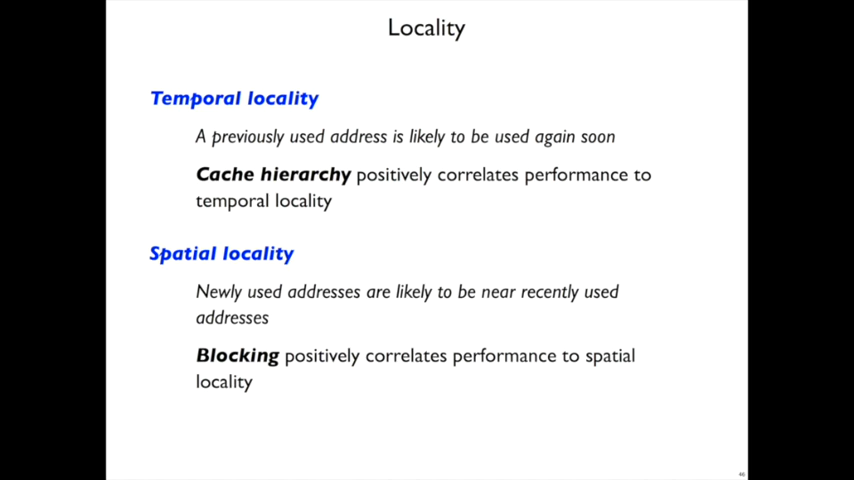 Locality
Temporal locality
A previously used address is likely to be used again soon
Cache hierarchy positively correlates performance to
temporal locality
Spatial locality
Newly used addresses are likely to be near recently used
addresses
Blocking positively correlates performance to spatial
locality